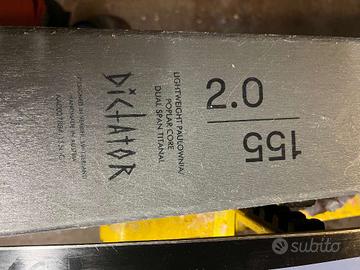 DICTATOR
LIGHTWEIGHT PAULOWNIA/
POPLAR CORE
DUAL SPAN TITANAL
2.0
155
subito